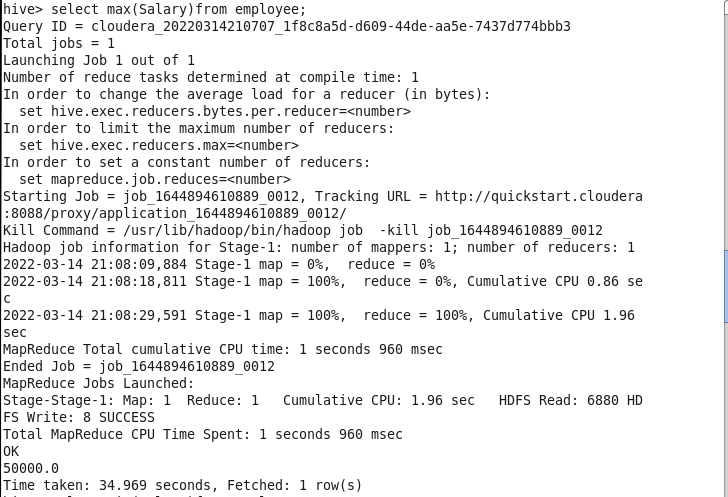 hive> select max(Salary)from employee;
Query ID = cloudera_20220314210707_1f8c8a5d-d609-44de-aa5e-7437d774bbb3
Total jobs = 1
Launching Job 1 out of 1
Number of reduce tasks determined at compile time: 1
In order to change the average load for a reducer (in bytes):
  set hive.exec.reducers.bytes.per.reducer=<number>
In order to limit the maximum number of reducers:
  set hive.exec.reducers.max=<number>
In order to set a constant number of reducers:
  set mapreduce.job.reduces=<number>
Starting Job = job_1644894610889_0012, Tracking URL = http://quickstart.cloudera
:8088/proxy/application_1644894610889_0012/
Kill Command = /usr/lib/hadoop/bin/hadoop job  -kill job_1644894610889_0012
Hadoop job information for Stage-1: number of mappers: 1; number of reducers: 1
2022-03-14 21:08:09,884 Stage-1 map = 0%,  reduce = 0%
2022-03-14 21:08:18,811 Stage-1 map = 100%,  reduce = 0%, Cumulative CPU 0.86 se
c
2022-03-14 21:08:29,591 Stage-1 map = 100%,  reduce = 100%, Cumulative CPU 1.96
sec
MapReduce Total cumulative CPU time: 1 seconds 960 msec
Ended Job = job_1644894610889_0012
MapReduce Jobs Launched:
Stage-Stage-1: Map: 1  Reduce: 1   Cumulative CPU: 1.96 sec   HDFS Read: 6880 HD
FS Write: 8 SUCCESS
Total MapReduce CPU Time Spent: 1 seconds 960 msec
OK
50000.0
Time taken: 34.969 seconds, Fetched: 1 row(s)